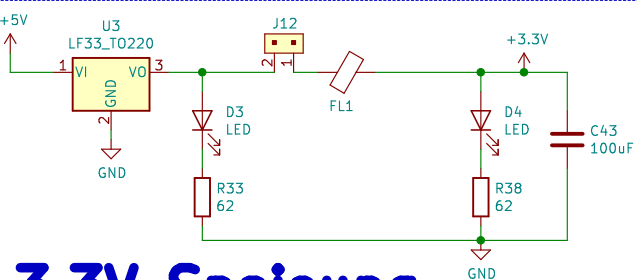 +5V
U3
LF33_TO220
1
VI
VO
3
GND
2
GND
J12
2
1
FL1
+3.3V
D3
LED
D4
LED
C43
100uF
R33
62
R38
62
GND